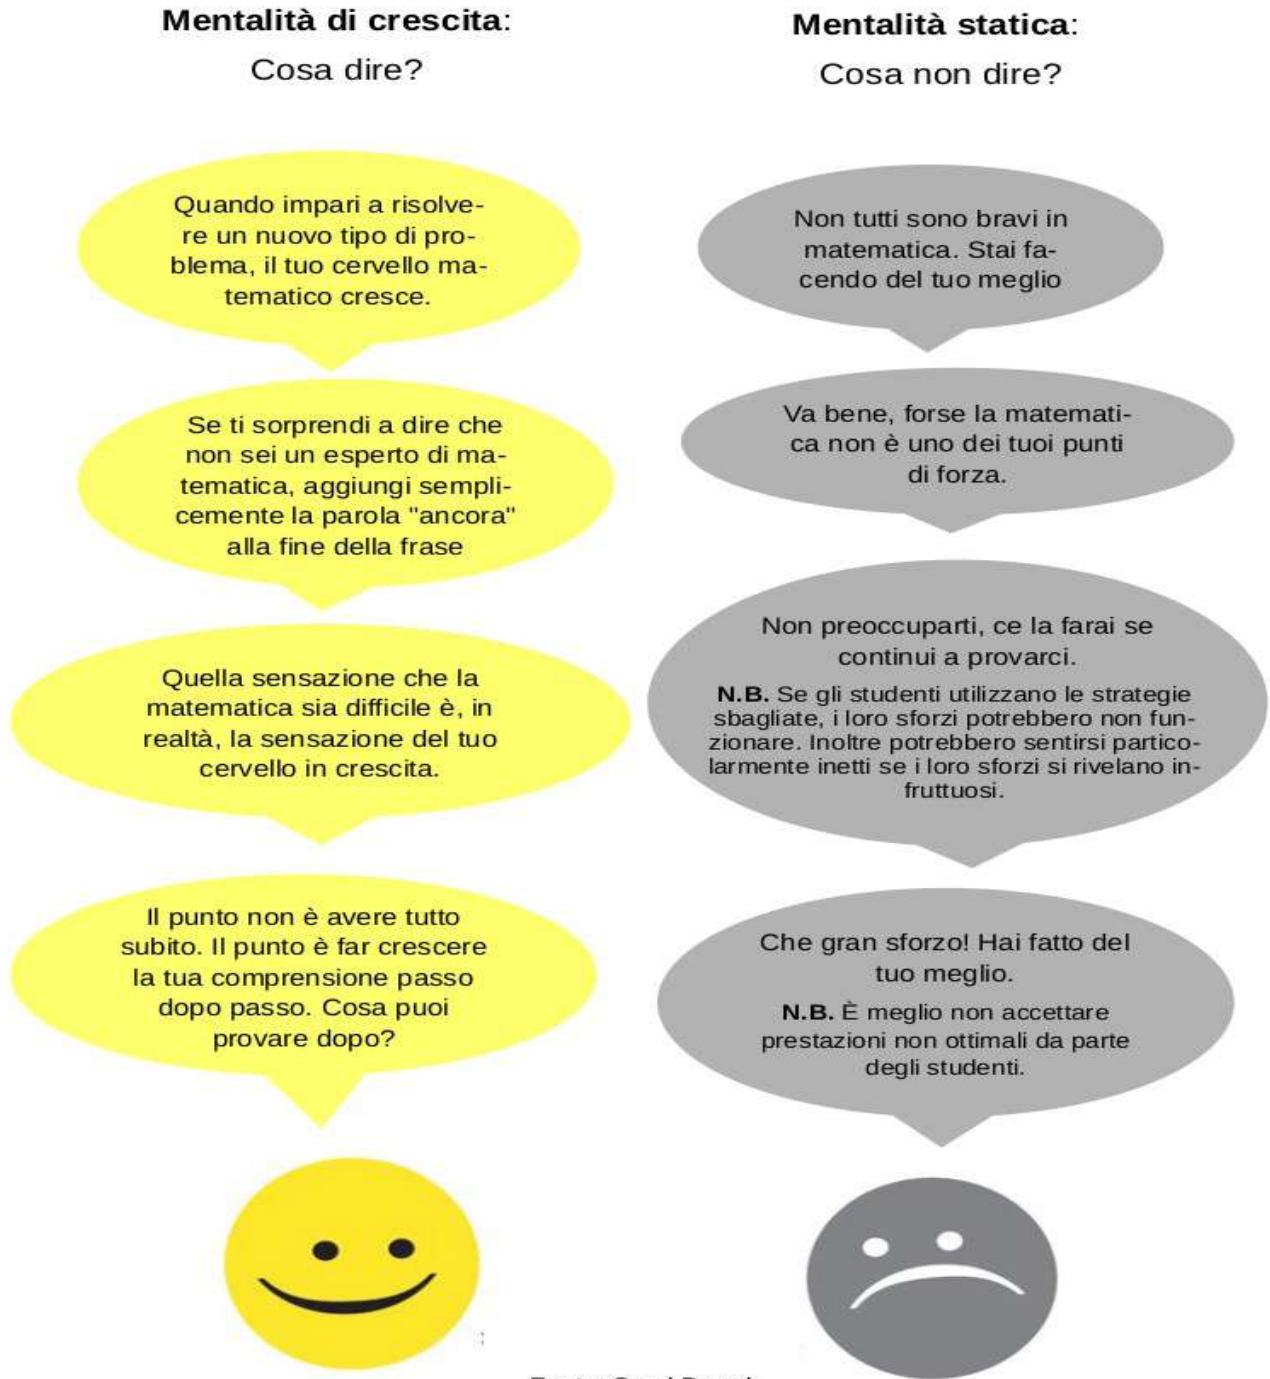 Mentalità di crescita:
Cosa dire?
Quando impari a risolve-
re un nuovo tipo di pro-
blema, il tuo cervello ma-
tematico cresce.
Se ti sorprendi a dire che
non sei un esperto di ma-
tematica, aggiungi sempli-
cemente la parola "ancora"
alla fine della frase
Quella sensazione che la
matematica sia difficile è, in
realtà, la sensazione del tuo
cervello in crescita.
Il punto non è avere tutto
subito. Il punto è far crescere
la tua comprensione passo
dopo passo. Cosa puoi
provare dopo?
Mentalità statica:
Cosa non dire?
Non tutti sono bravi in
matematica. Stai fa-
cendo del tuo meglio
Va bene, forse la matemati-
ca non è uno dei tuoi punti
di forza.
Non preoccuparti, ce la farai se
continui a provarci.
N.B. Se gli studenti utilizzano le strategie
sbagliate, i loro sforzi potrebbero non fun-
zionare. Inoltre potrebbero sentirsi partico-
larmente inetti se i loro sforzi si rivelano in-
fruttuosi.
Che gran sforzo! Hai fatto del
tuo meglio.
N.B. È meglio non accettare
prestazioni non ottimali da parte
degli studenti.